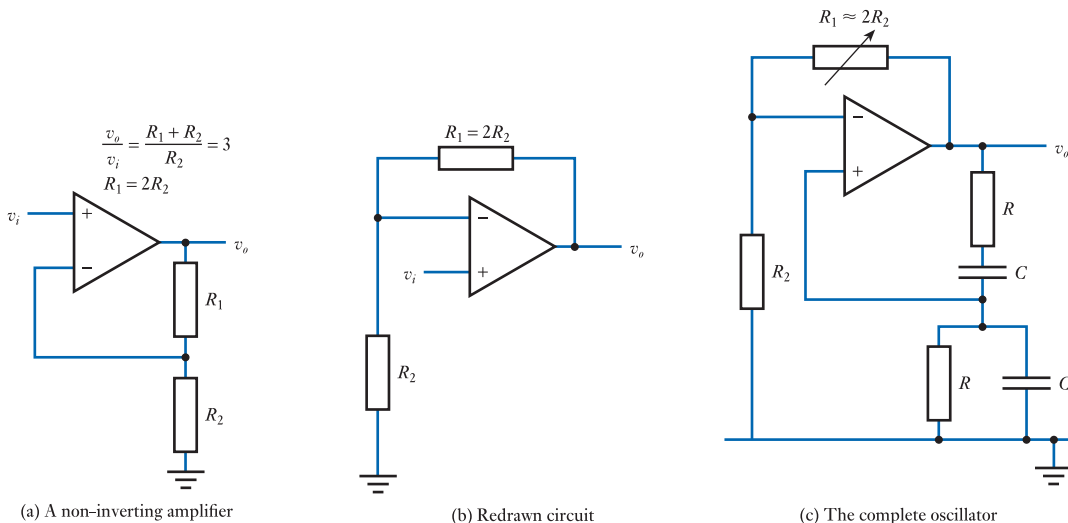 v_o/v_i = (R_1 + R_2)/R_2 = 3
R_1 = 2R_2
v_i
+
−
v_o
R_1
R_2
(a) A non–inverting amplifier
R_1 = 2R_2
−
v_i
+
v_o
R_2
(b) Redrawn circuit
R_1 ≈ 2R_2
−
+
v_o
R
C
R_2
R
C
(c) The complete oscillator